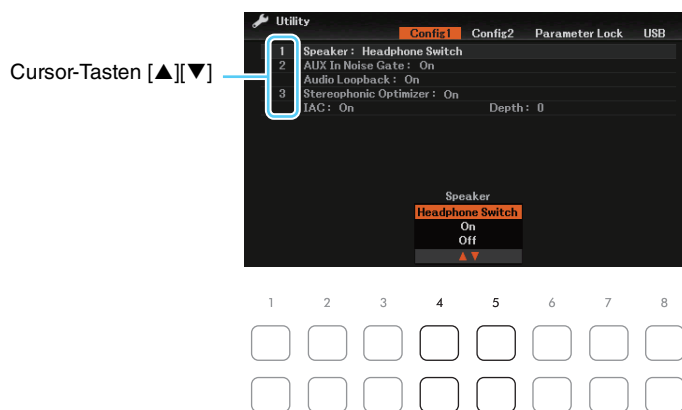 Utility
Config1 Config2 Parameter Lock USB
Cursor-Tasten [▲][▼]
1 Speaker: Headphone Switch
2 AUX In Noise Gate: On
Audio Loopback: On
3 Stereophonic Optimizer: On
IAC: On Depth: 0
Speaker
Headphone Switch
On
Off
▲▼
1 2 3 4 5 6 7 8